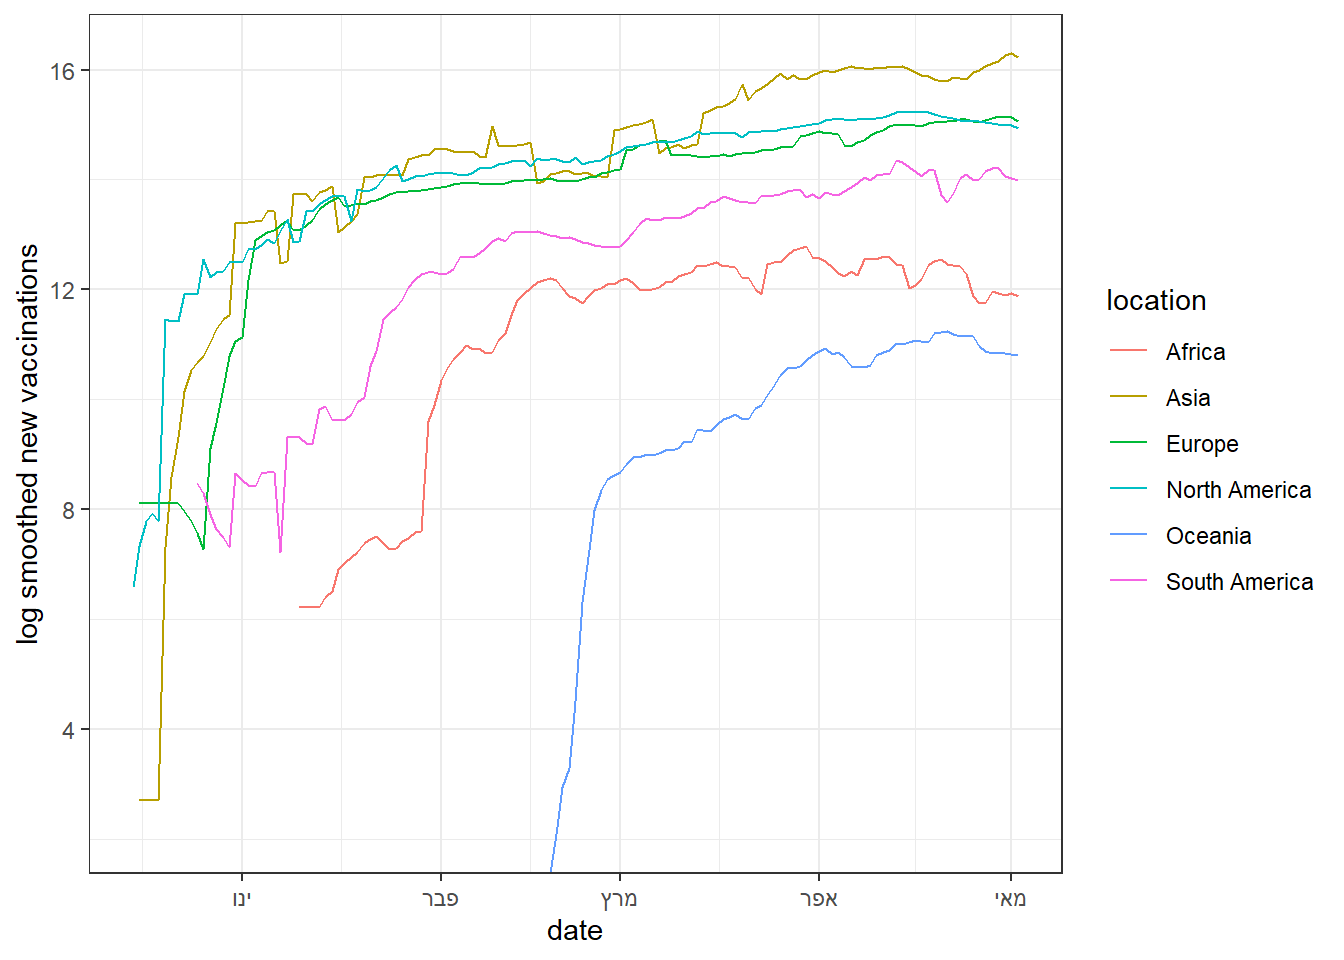 log smoothed new vaccinations
16
12
8
4
ינו
פבר
מרץ
אפר
מאי
date
location
Africa
Asia
Europe
North America
Oceania
South America